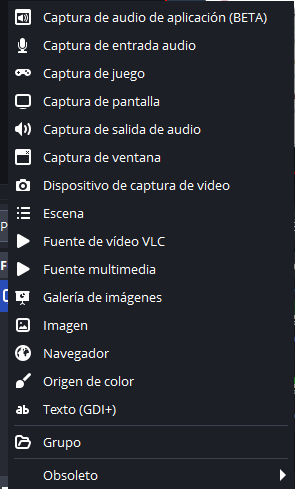 Captura de audio de aplicación (BETA)
Captura de entrada audio
Captura de juego
Captura de pantalla
Captura de salida de audio
Captura de ventana
Dispositivo de captura de video
Escena
Fuente de vídeo VLC
Fuente multimedia
Galería de imágenes
Imagen
Navegador
Origen de color
ab Texto (GDI+)
Grupo
Obsoleto